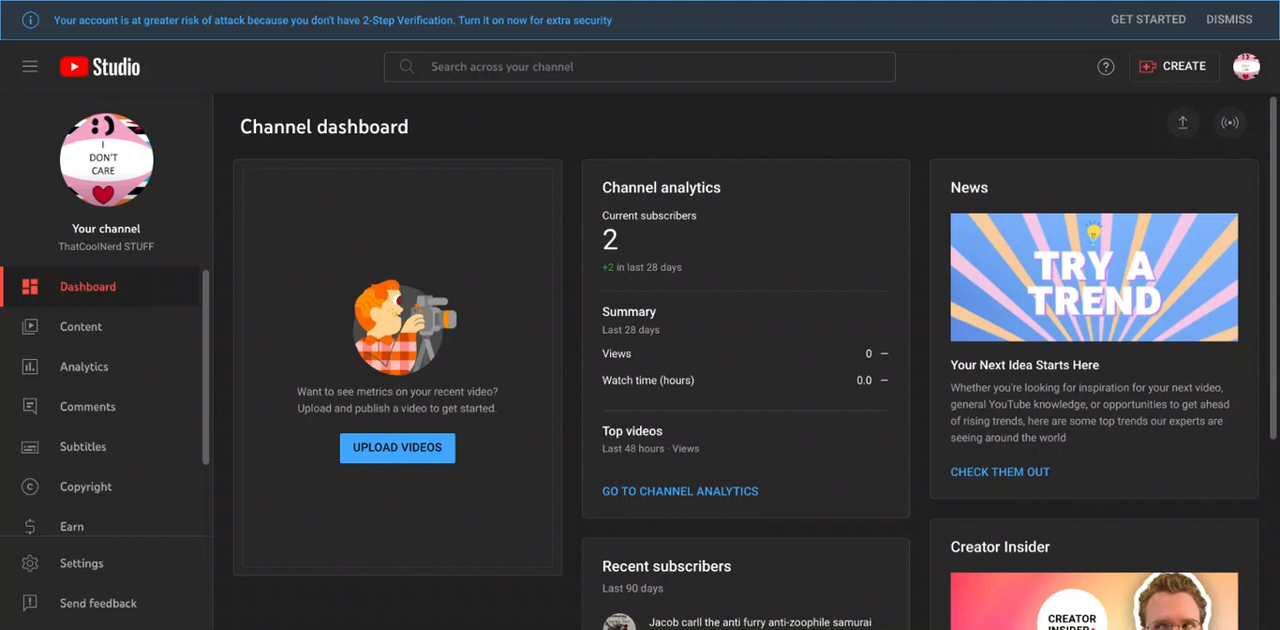 Your account is at greater risk of attack because you don't have 2-Step Verification. Turn it on now for extra security
GET STARTED
DISMISS
Studio
Search across your channel
CREATE
:)
I
DON'T
CARE
Your channel
ThatCoolNerd STUFF
Dashboard
Content
Analytics
Comments
Subtitles
Copyright
Earn
Settings
Send feedback
Channel dashboard
Want to see metrics on your recent video?
Upload and publish a video to get started.
UPLOAD VIDEOS
Channel analytics
Current subscribers
2
+2 in last 28 days
Summary
Last 28 days
Views 0 —
Watch time (hours) 0.0 —
Top videos
Last 48 hours · Views
GO TO CHANNEL ANALYTICS
Recent subscribers
Last 90 days
Jacob carll the anti furry anti-zoophile samurai
News
TRY A
TREND
Your Next Idea Starts Here
Whether you're looking for inspiration for your next video,
general YouTube knowledge, or opportunities to get ahead
of rising trends, here are some top trends our experts are
seeing around the world
CHECK THEM OUT
Creator Insider
CREATOR
INSIDER